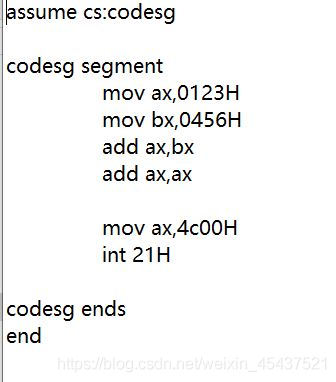 assume cs:codesg
codesg segment
mov ax,0123H
mov bx,0456H
add ax,bx
add ax,ax
mov ax,4c00H
int 21H
codesg ends
end
https://blog.csdn.net/weixin_45437521